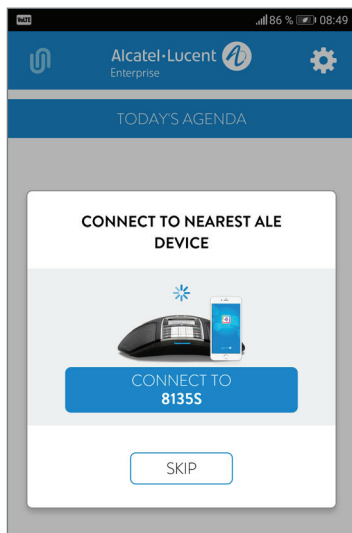 VoLTE 86 % 08:49
Alcatel·Lucent
Enterprise
TODAY'S AGENDA
CONNECT TO NEAREST ALE
DEVICE
CONNECT TO
8135S
SKIP